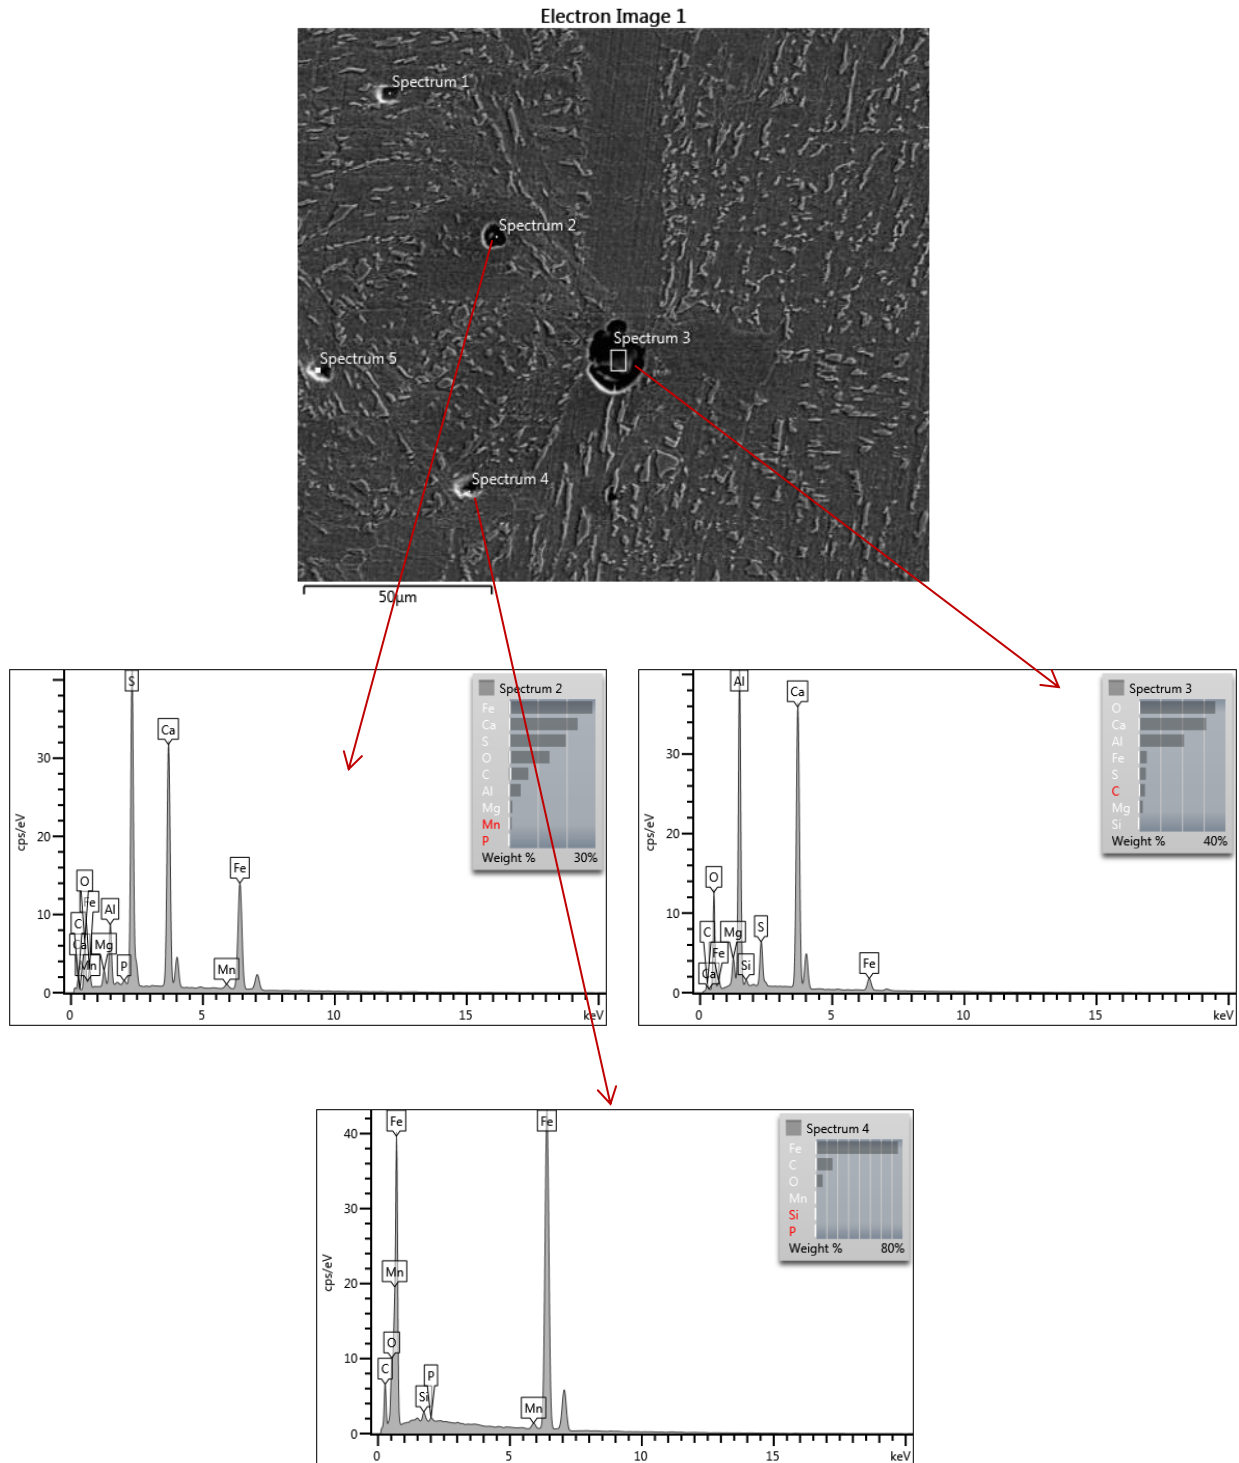 Electron Image 1
Spectrum 1
Spectrum 2
Spectrum 3
Spectrum 5
Spectrum 4
50µm
S
Ca
Fe
O
Fe
C
Al
Ca
Mg
Mn
P
Mn
30
20
10
0
cps/eV
0
5
10
15
keV
Spectrum 2
Fe
Ca
S
O
C
Al
Mg
Mn
P
Weight % 30%
Al
Ca
O
C
Mg
S
Fe
Si
Ca
Fe
30
20
10
0
cps/eV
0
5
10
15
keV
Spectrum 3
O
Ca
Al
Fe
S
C
Mg
Si
Weight % 40%
Fe
Fe
Mn
O
C
P
Si
Mn
40
30
20
10
0
cps/eV
0
5
10
15
keV
Spectrum 4
Fe
C
O
Mn
Si
P
Weight % 80%